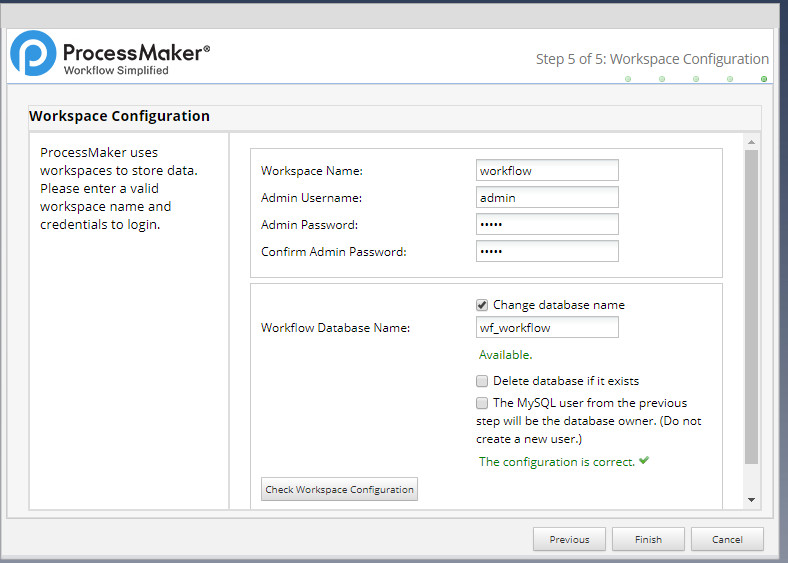 ProcessMaker®
Workflow Simplified
Step 5 of 5: Workspace Configuration
Workspace Configuration
ProcessMaker uses
workspaces to store data.
Please enter a valid
workspace name and
credentials to login.
Workspace Name: workflow
Admin Username: admin
Admin Password: •••••
Confirm Admin Password: •••••
Change database name
Workflow Database Name: wf_workflow
Available.
Delete database if it exists
The MySQL user from the previous
step will be the database owner. (Do not
create a new user.)
The configuration is correct.
Check Workspace Configuration
Previous Finish Cancel